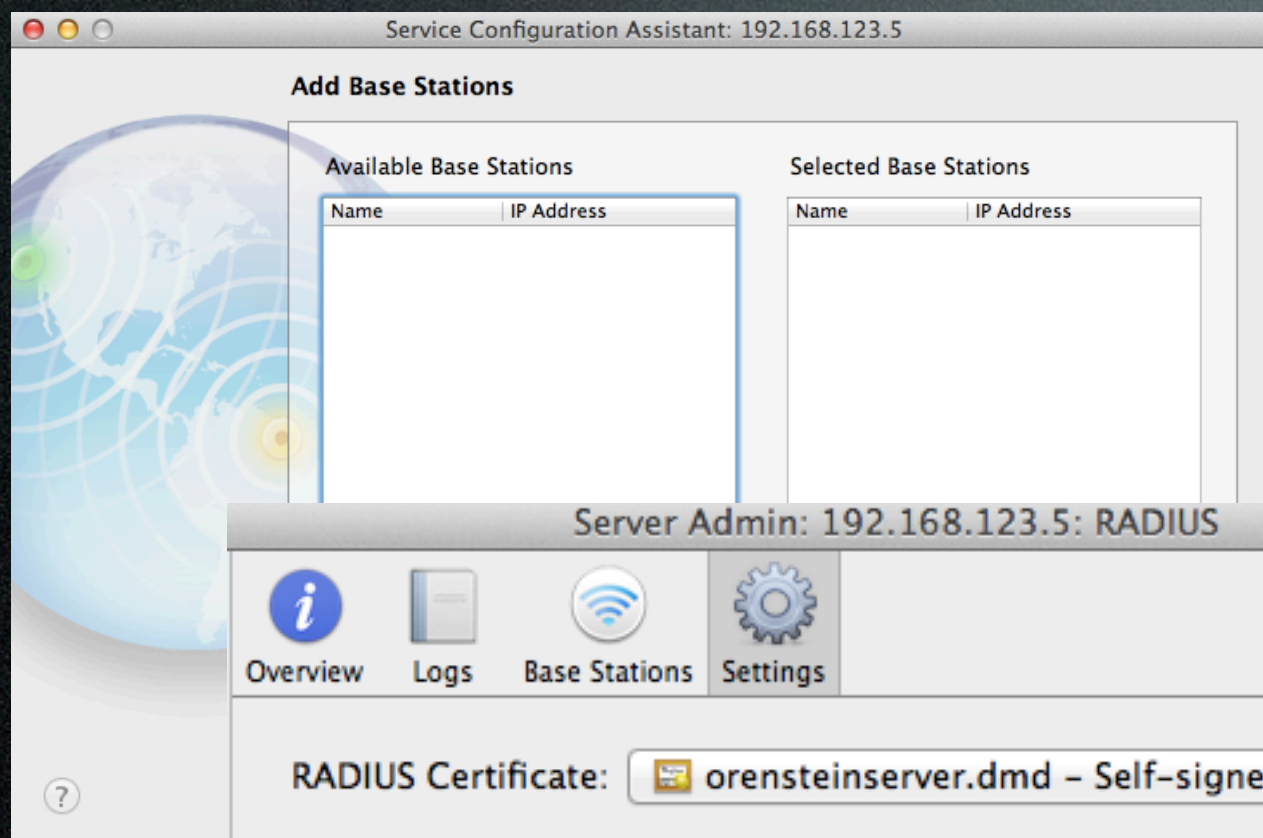 Service Configuration Assistant: 192.168.123.5
Add Base Stations
Available Base Stations
Selected Base Stations
Name IP Address
Name IP Address
Server Admin: 192.168.123.5: RADIUS
Overview Logs Base Stations Settings
RADIUS Certificate: orensteinserver.dmd – Self-signe
?